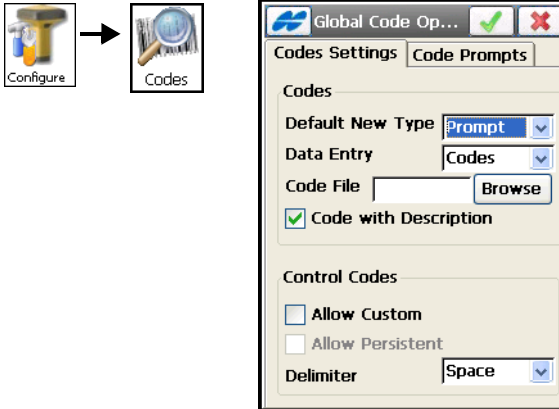 Configure
Codes
Global Code Op...
Codes Settings
Code Prompts
Codes
Default New Type Prompt
Data Entry Codes
Code File Browse
Code with Description
Control Codes
Allow Custom
Allow Persistent
Delimiter Space